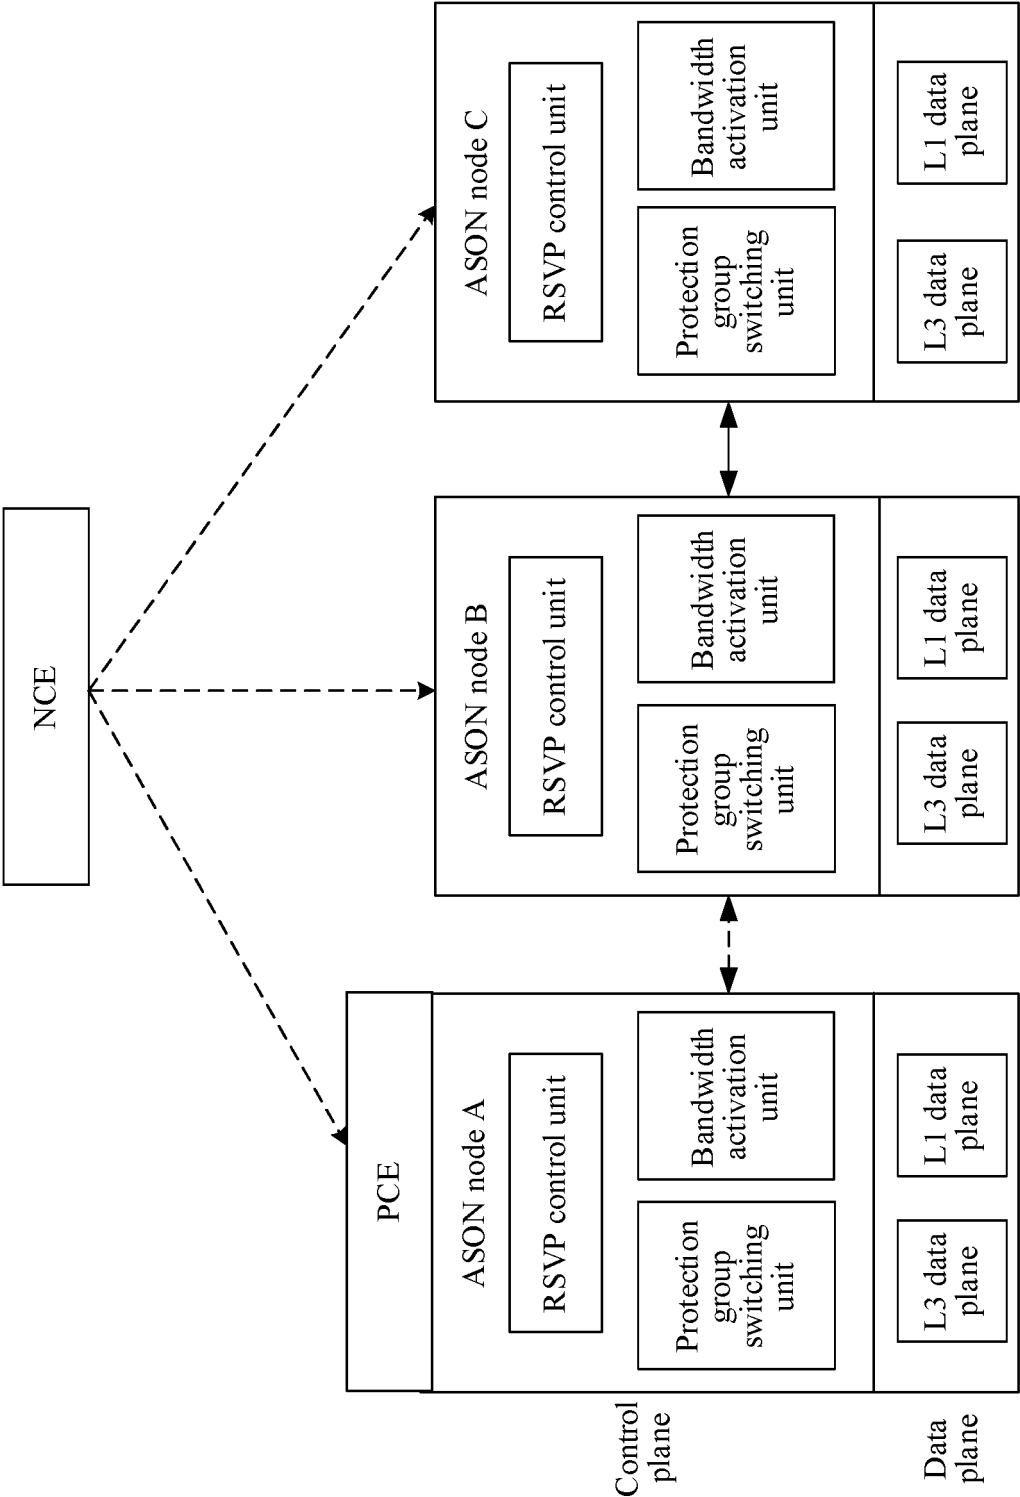 NCE
PCE
ASON node A
RSVP control unit
Protection
group
switching
unit
Bandwidth
activation
unit
L3 data
plane
L1 data
plane
ASON node B
RSVP control unit
Protection
group
switching
unit
Bandwidth
activation
unit
L3 data
plane
L1 data
plane
ASON node C
RSVP control unit
Protection
group
switching
unit
Bandwidth
activation
unit
L3 data
plane
L1 data
plane
Control
plane
Data
plane